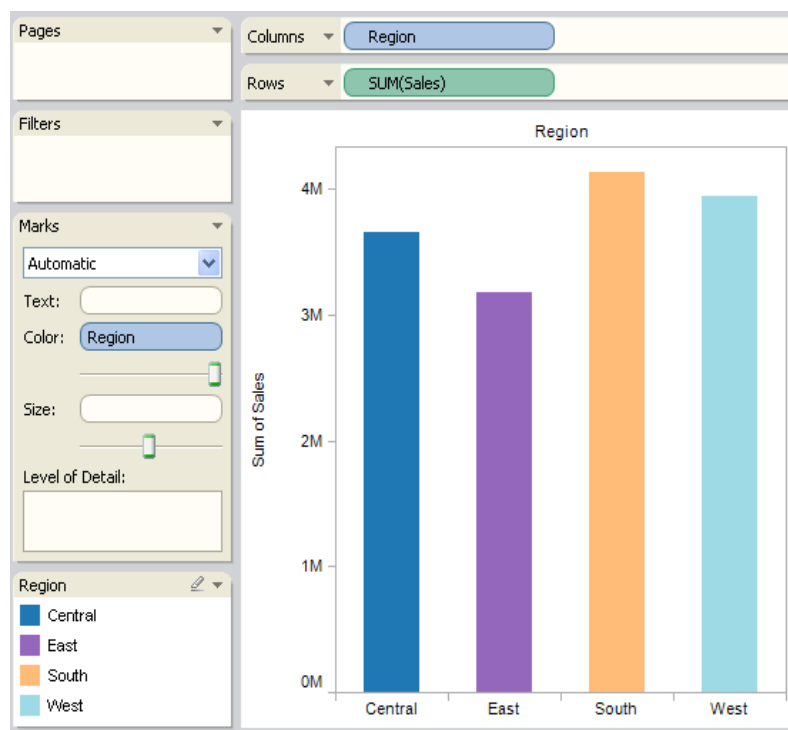 Pages
Columns
Region
Rows
SUM(Sales)
Filters
Marks
Automatic
Text:
Color:
Region
Size:
Level of Detail:
Region
Central
East
South
West
Region
4M
3M
2M
1M
0M
Sum of Sales
Central East South West